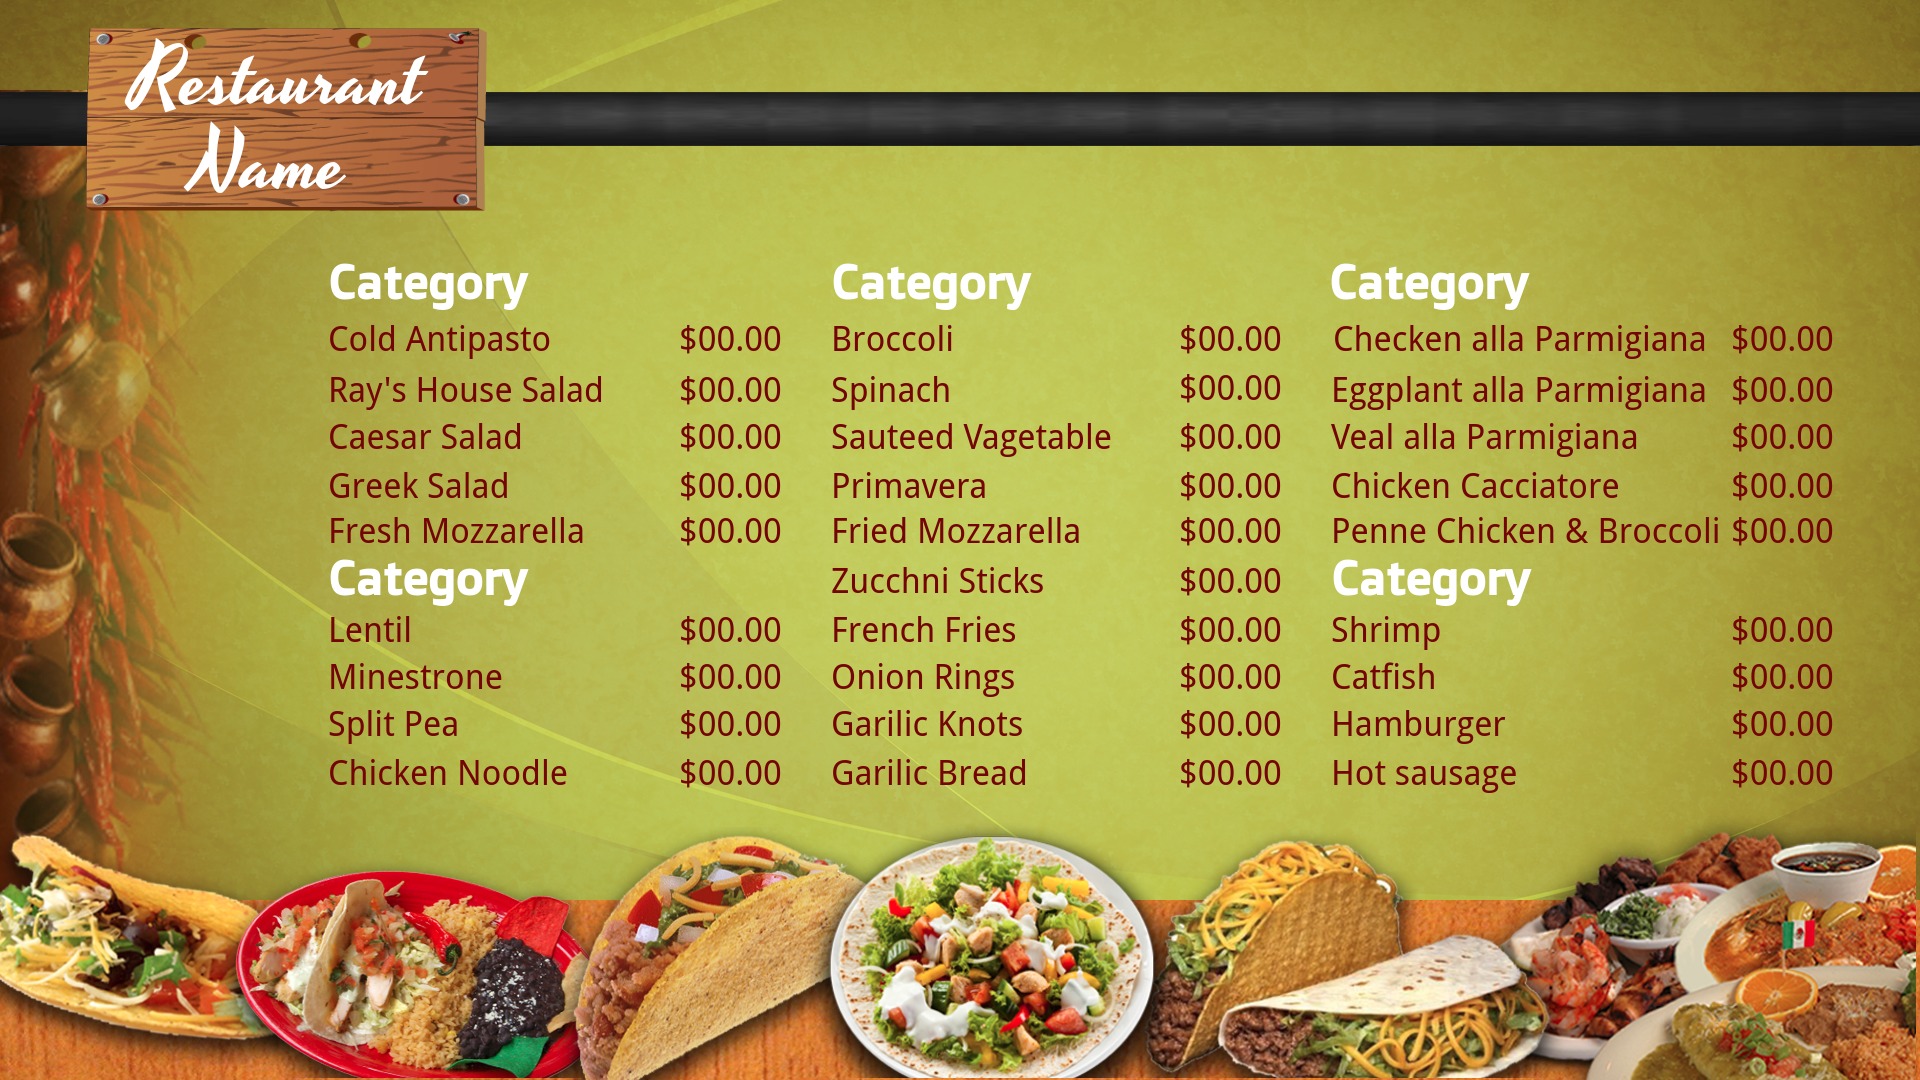 Restaurant
Name
Category
Cold Antipasto $00.00
Ray's House Salad $00.00
Caesar Salad $00.00
Greek Salad $00.00
Fresh Mozzarella $00.00
Category
Lentil $00.00
Minestrone $00.00
Split Pea $00.00
Chicken Noodle $00.00
Category
Broccoli $00.00
Spinach $00.00
Sauteed Vagetable $00.00
Primavera $00.00
Fried Mozzarella $00.00
Zucchni Sticks $00.00
French Fries $00.00
Onion Rings $00.00
Garilic Knots $00.00
Garilic Bread $00.00
Category
Checken alla Parmigiana $00.00
Eggplant alla Parmigiana $00.00
Veal alla Parmigiana $00.00
Chicken Cacciatore $00.00
Penne Chicken & Broccoli $00.00
Category
Shrimp $00.00
Catfish $00.00
Hamburger $00.00
Hot sausage $00.00